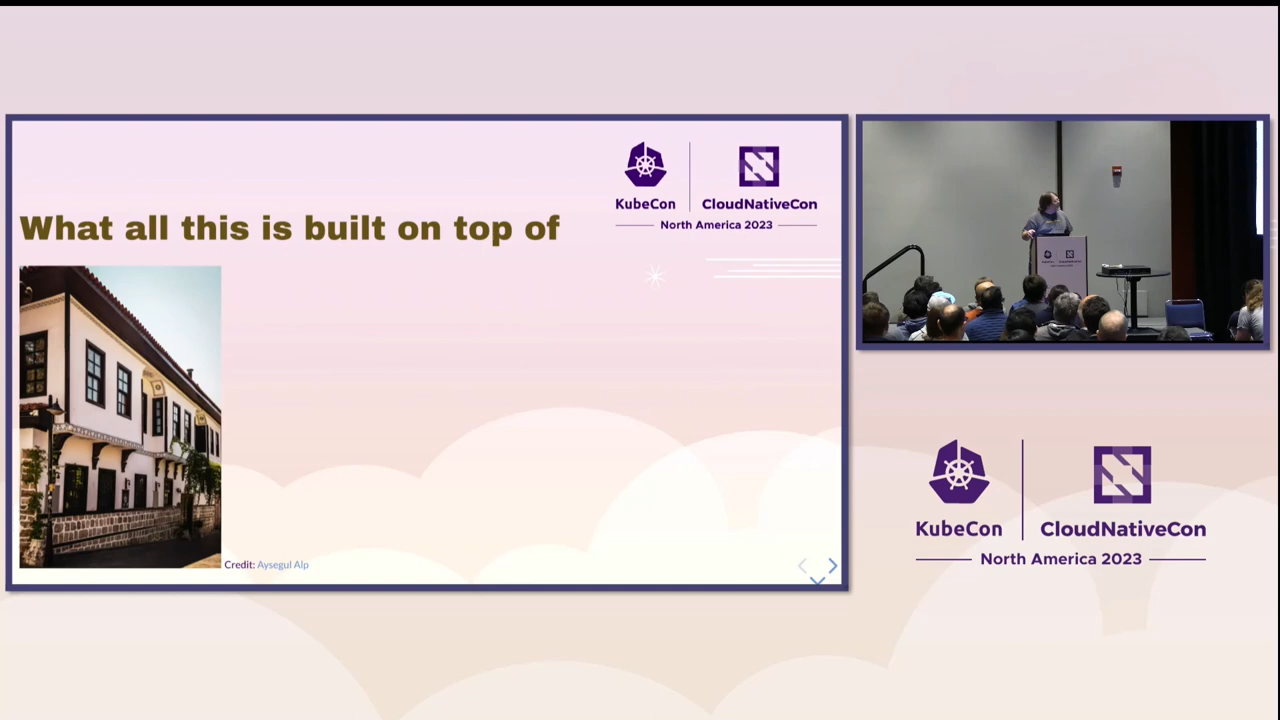 KubeCon
CloudNativeCon
North America 2023
What all this is built on top of
Credit: Aysegul Alp
KubeCon
CloudNativeCon
North America 2023